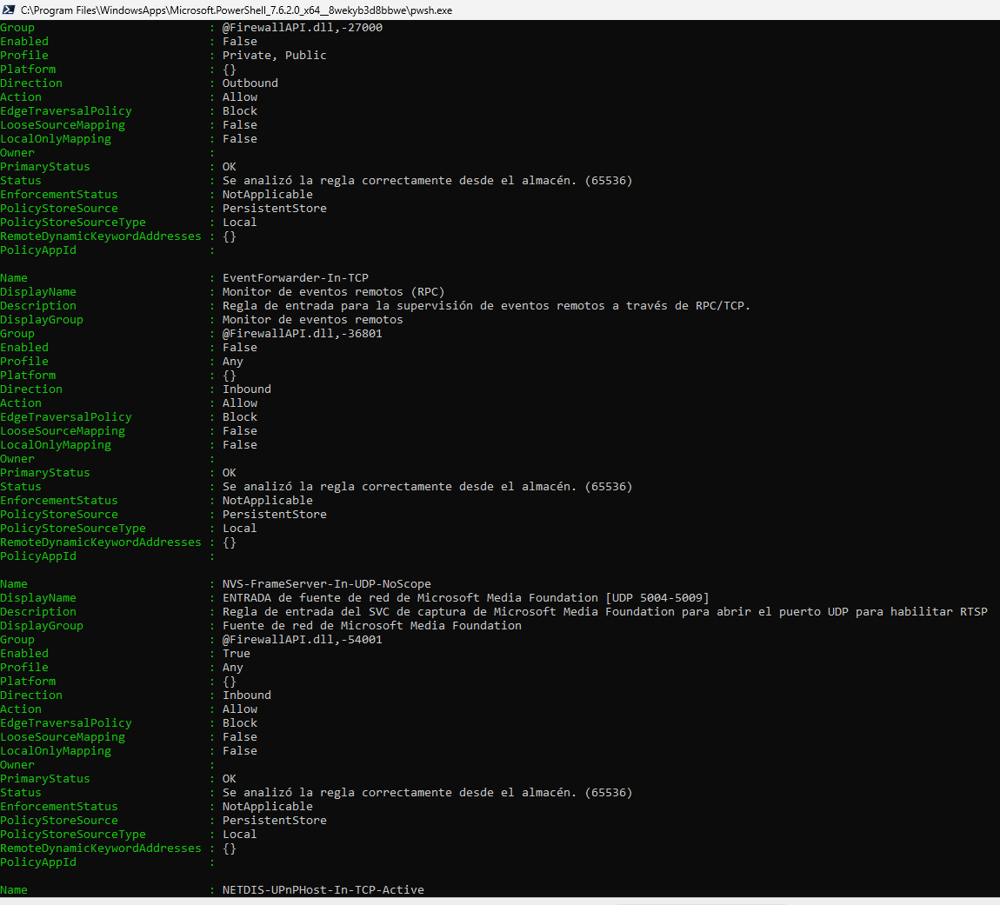 C:\Program Files\WindowsApps\Microsoft.PowerShell_7.6.2.0_x64__8wekyb3d8bbwe\pwsh.exe
Group : @FirewallAPI.dll,-27000
Enabled : False
Profile : Private, Public
Platform : {}
Direction : Outbound
Action : Allow
EdgeTraversalPolicy : Block
LooseSourceMapping : False
LocalOnlyMapping : False
Owner :
PrimaryStatus : OK
Status : Se analizó la regla correctamente desde el almacén. (65536)
EnforcementStatus : NotApplicable
PolicyStoreSource : PersistentStore
PolicyStoreSourceType : Local
RemoteDynamicKeywordAddresses : {}
PolicyAppId :
Name : EventForwarder-In-TCP
DisplayName : Monitor de eventos remotos (RPC)
Description : Regla de entrada para la supervisión de eventos remotos a través de RPC/TCP.
DisplayGroup : Monitor de eventos remotos
Group : @FirewallAPI.dll,-36801
Enabled : False
Profile : Any
Platform : {}
Direction : Inbound
Action : Allow
EdgeTraversalPolicy : Block
LooseSourceMapping : False
LocalOnlyMapping : False
Owner :
PrimaryStatus : OK
Status : Se analizó la regla correctamente desde el almacén. (65536)
EnforcementStatus : NotApplicable
PolicyStoreSource : PersistentStore
PolicyStoreSourceType : Local
RemoteDynamicKeywordAddresses : {}
PolicyAppId :
Name : NVS-FrameServer-In-UDP-NoScope
DisplayName : ENTRADA de fuente de red de Microsoft Media Foundation [UDP 5004-5009]
Description : Regla de entrada del SVC de captura de Microsoft Media Foundation para abrir el puerto UDP para habilitar RTSP
DisplayGroup : Fuente de red de Microsoft Media Foundation
Group : @FirewallAPI.dll,-54001
Enabled : True
Profile : Any
Platform : {}
Direction : Inbound
Action : Allow
EdgeTraversalPolicy : Block
LooseSourceMapping : False
LocalOnlyMapping : False
Owner :
PrimaryStatus : OK
Status : Se analizó la regla correctamente desde el almacén. (65536)
EnforcementStatus : NotApplicable
PolicyStoreSource : PersistentStore
PolicyStoreSourceType : Local
RemoteDynamicKeywordAddresses : {}
PolicyAppId :
Name : NETDIS-UPnPHost-In-TCP-Active